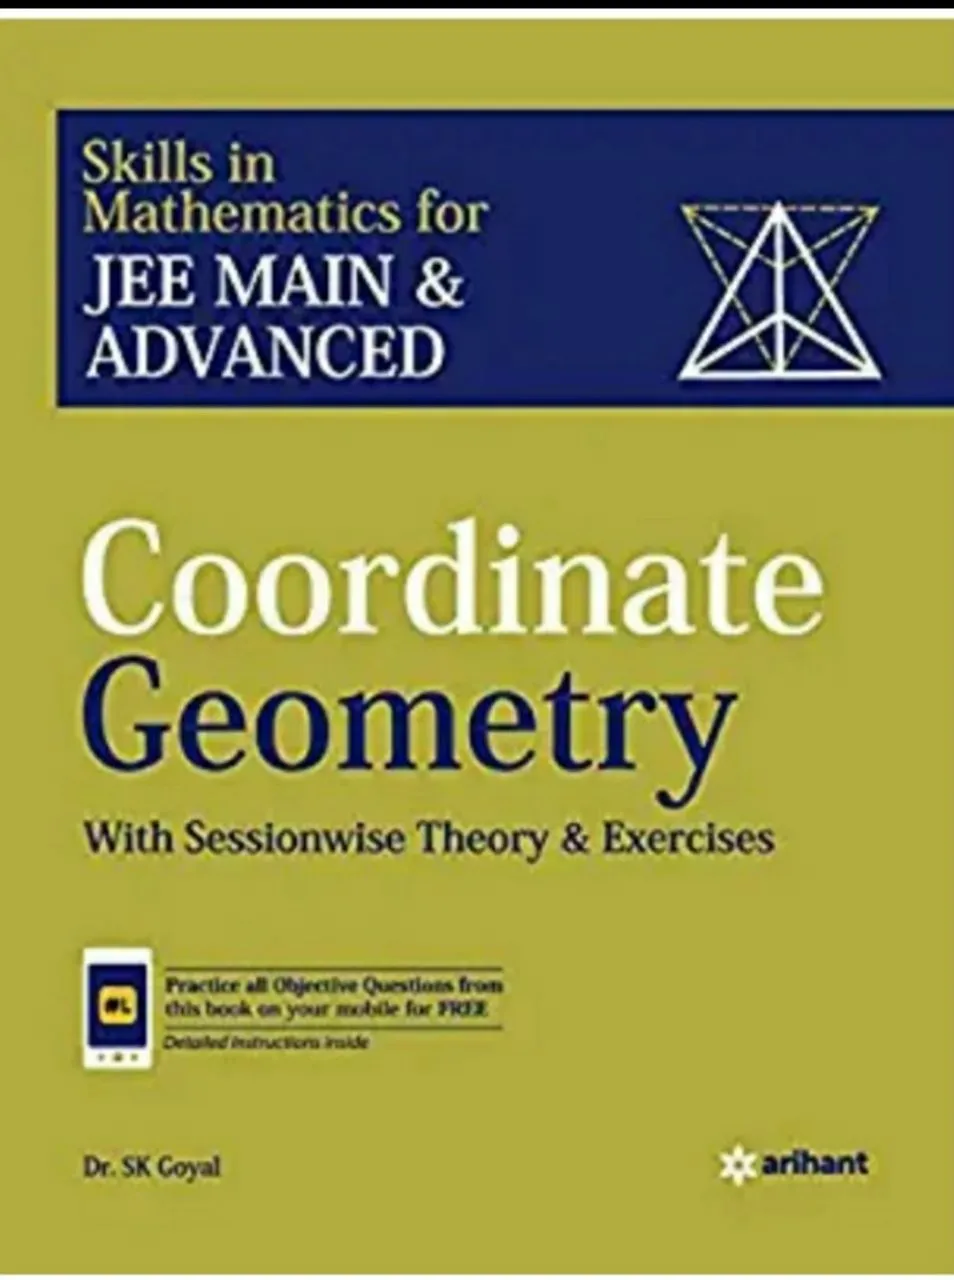 Skills in
Mathematics for
JEE MAIN &
ADVANCED
Coordinate
Geometry
With Sessionwise Theory & Exercises
#L
Practice all Objective Questions from
this book on your mobile for FREE
Detailed instructions inside
Dr. SK Goyal
arihant